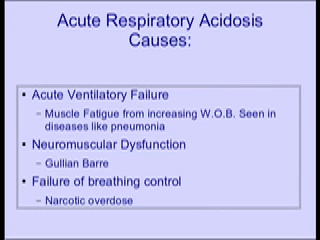 Acute Respiratory Acidosis
Causes:
• Acute Ventilatory Failure
– Muscle Fatigue from increasing W.O.B. Seen in
diseases like pneumonia
• Neuromuscular Dysfunction
– Gullian Barre
• Failure of breathing control
– Narcotic overdose